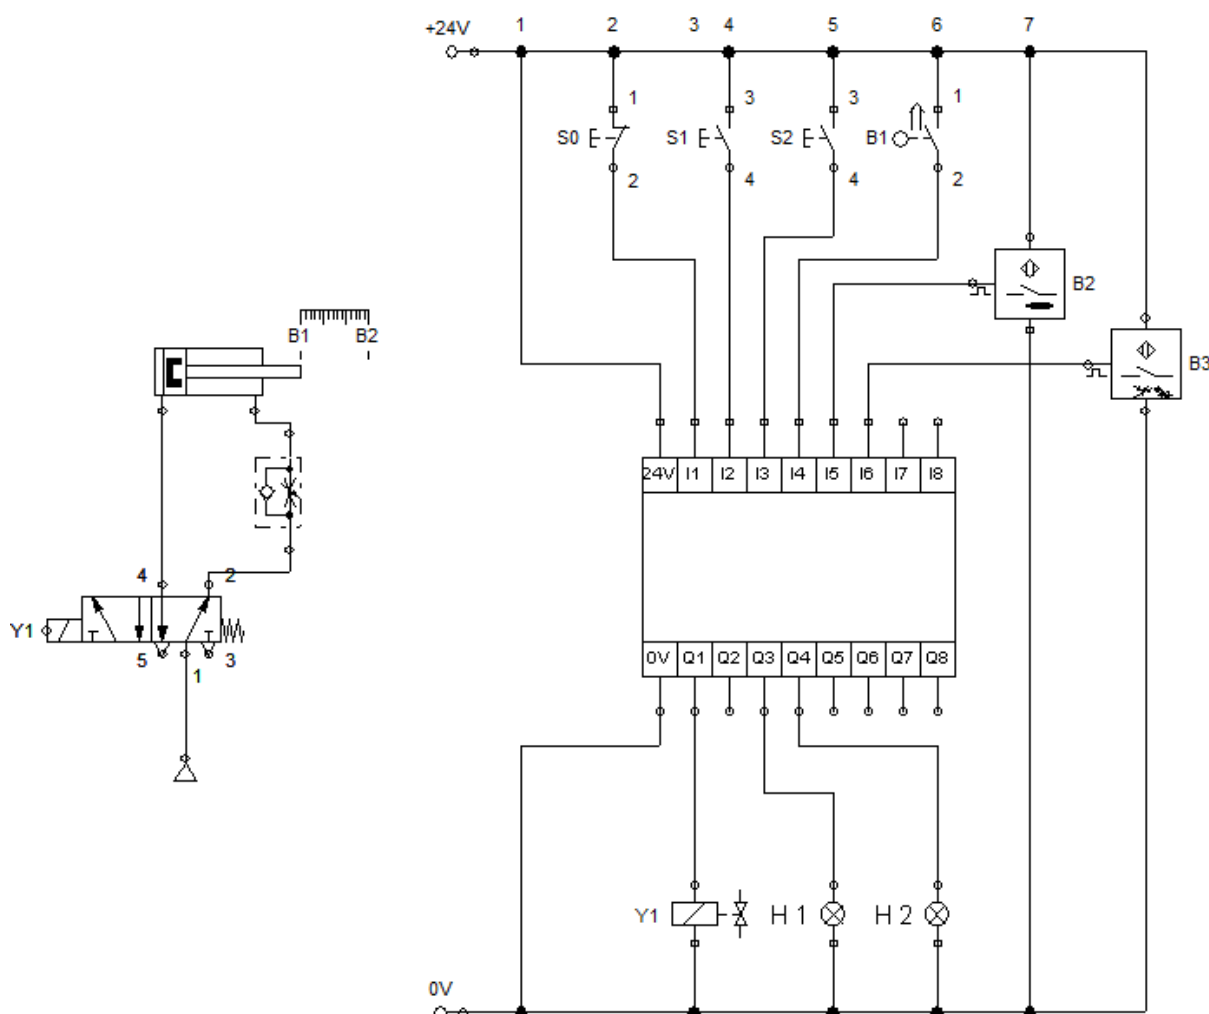 +24V 1 2 3 4 5 6 7
1 3 3 1
S0 S1 S2 B1
2 4 4 2
B2
B1 B2
B3
24V I1 I2 I3 I4 I5 I6 I7 I8
4 2
Y1
5 1 3
0V Q1 Q2 Q3 Q4 Q5 Q6 Q7 Q8
Y1 H 1 H 2
0V